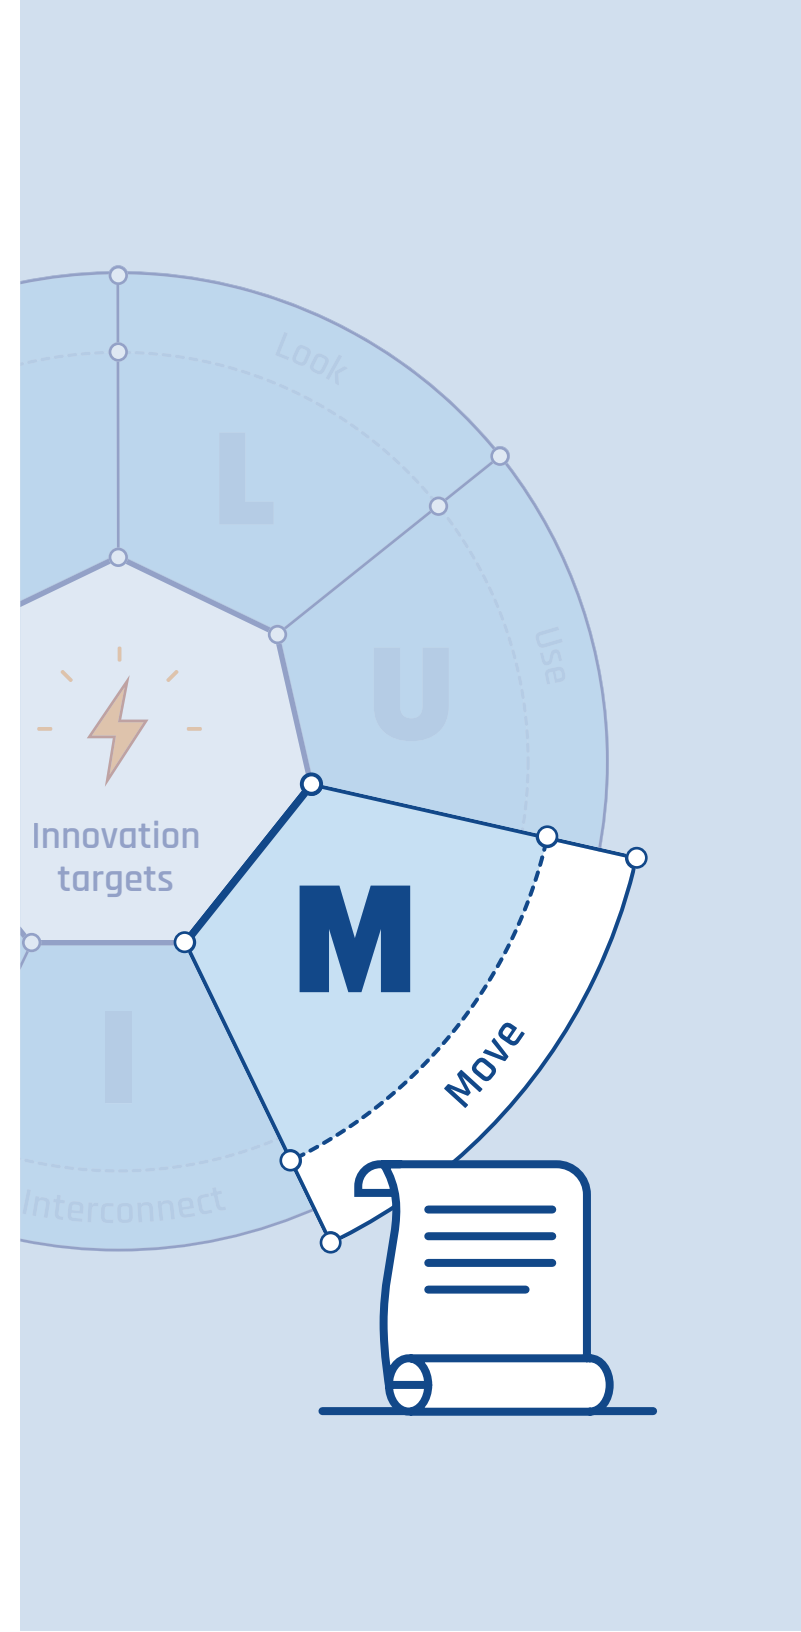 Look
L
Use
U
Innovation
targets
M
Move
I
Interconnect